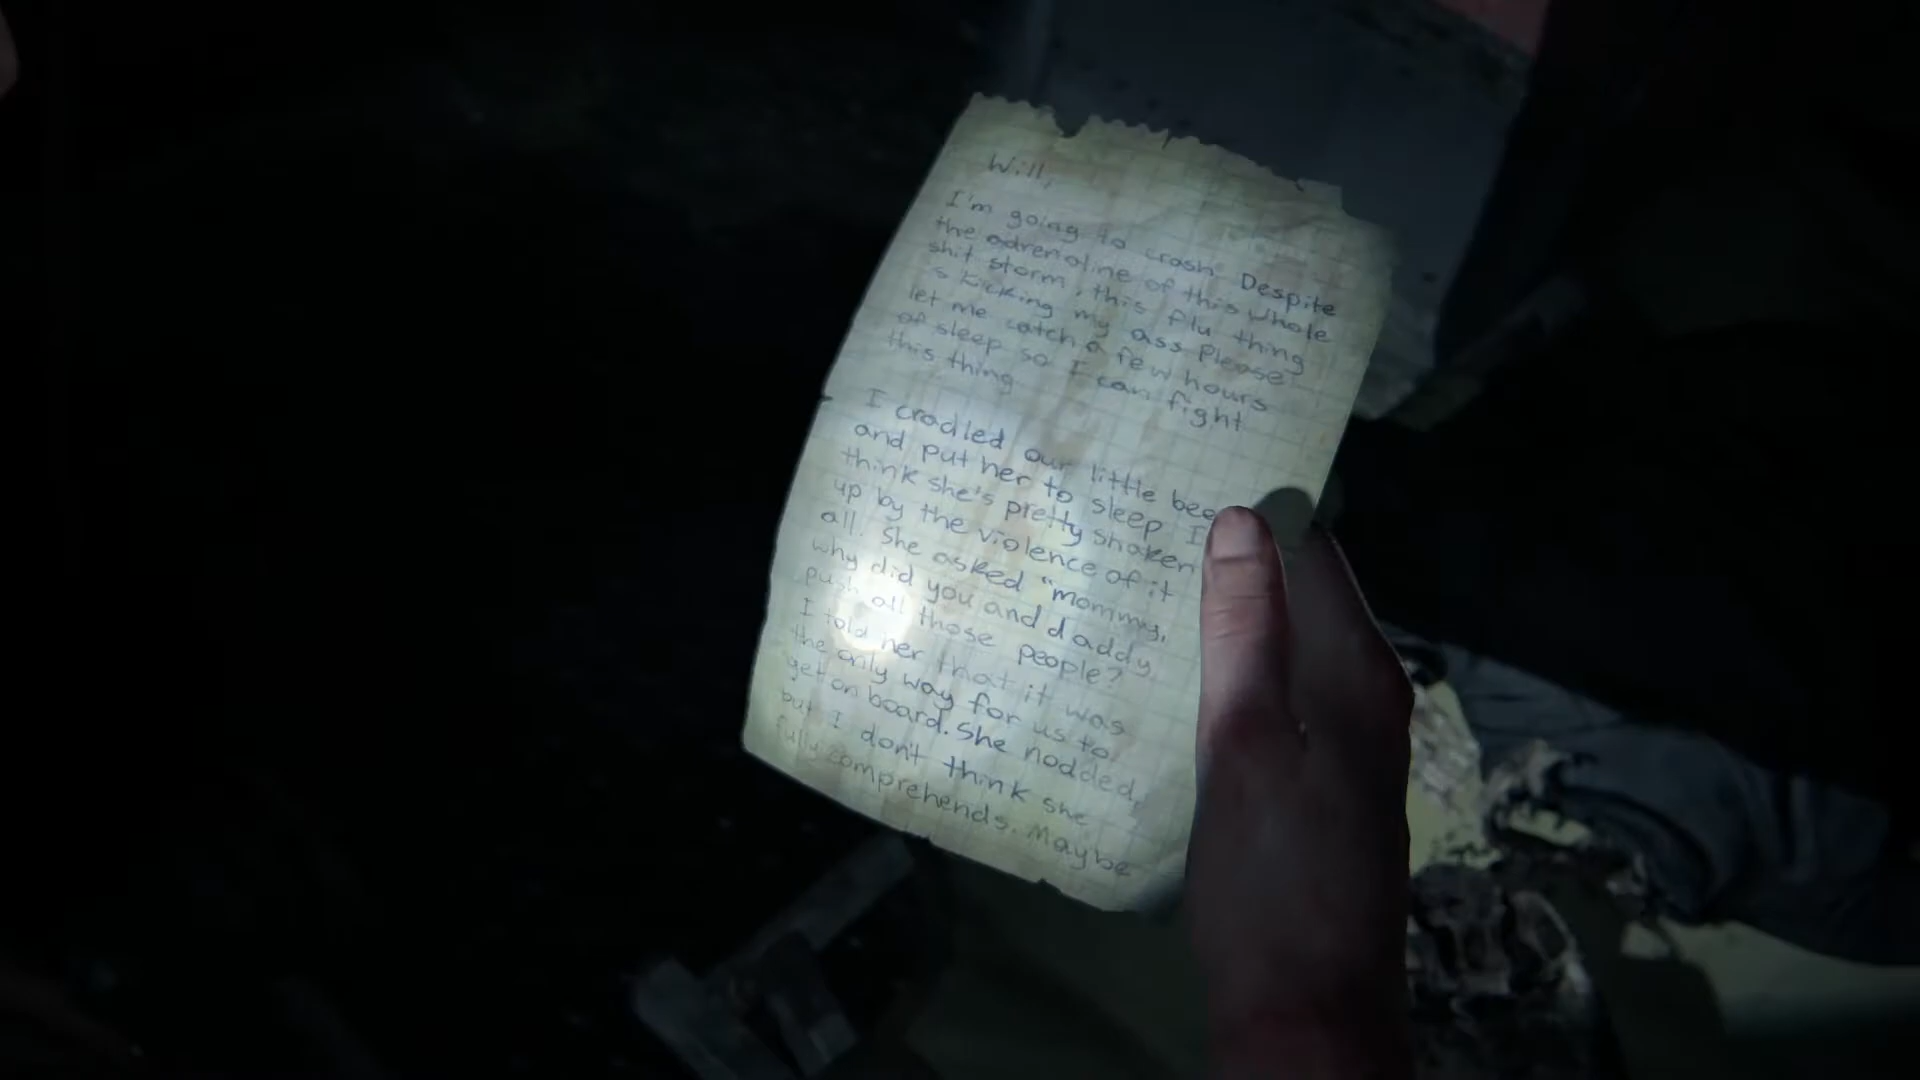 Will,
I'm going to crash. Despite
the adrenaline of this whole
shit storm, this flu thing
s kicking my ass. Please
let me catch a few hours
of sleep so I can fight
this thing
I cradled our little bee
and put her to sleep. I
think she's pretty shaken
up by the violence of it
all. She asked "mommy,
why did you and daddy
push all those people?
I told her that it was
the only way for us to
get on board. She nodded,
but I don't think she
fully comprehends. Maybe